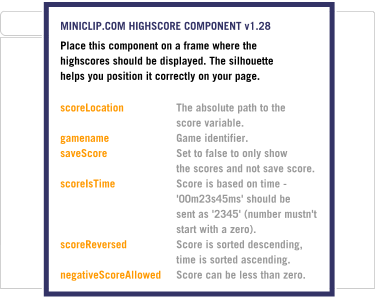 MINICLIP.COM HIGHSCORE COMPONENT v1.28
Place this component on a frame where the
highscores should be displayed. The silhouette
helps you position it correctly on your page.
scoreLocation The absolute path to the
score variable.
gamename Game identifier.
saveScore Set to false to only show
the scores and not save score.
scoreIsTime Score is based on time -
'00m23s45ms' should be
sent as '2345' (number mustn't
start with a zero).
scoreReversed Score is sorted descending,
time is sorted ascending.
negativeScoreAllowed Score can be less than zero.